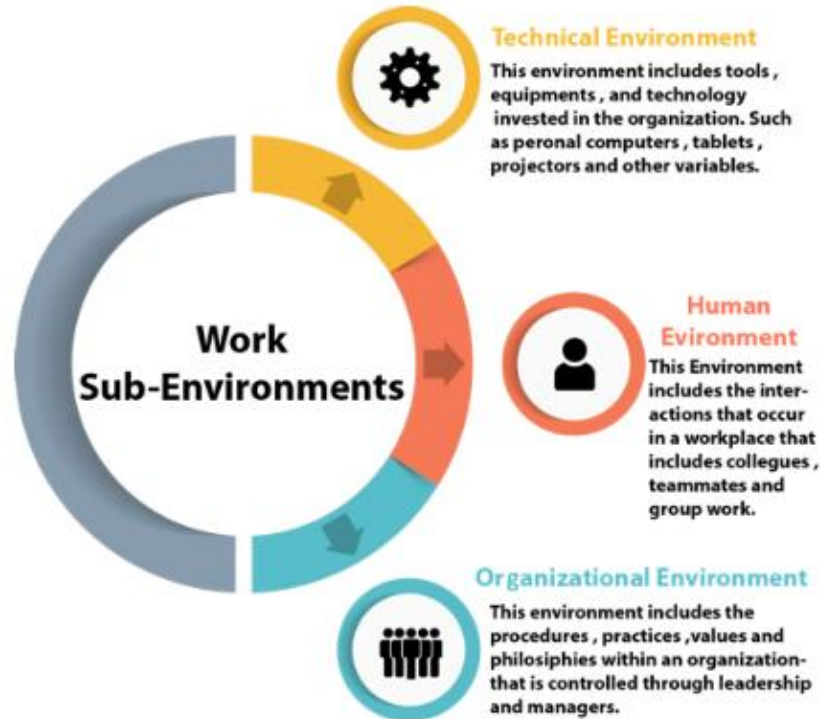 Technical Environment
This environment includes tools ,
equipments , and technology
invested in the organization. Such
as peronal computers , tablets ,
projectors and other variables.
Work
Sub-Environments
Human
Evironment
This Environment
includes the inter-
actions that occur
in a workplace that
includes collegues ,
teammates and
group work.
Organizational Environment
This environment includes the
procedures , practices ,values and
philosiphies within an organization-
that is controlled through leadership
and managers.